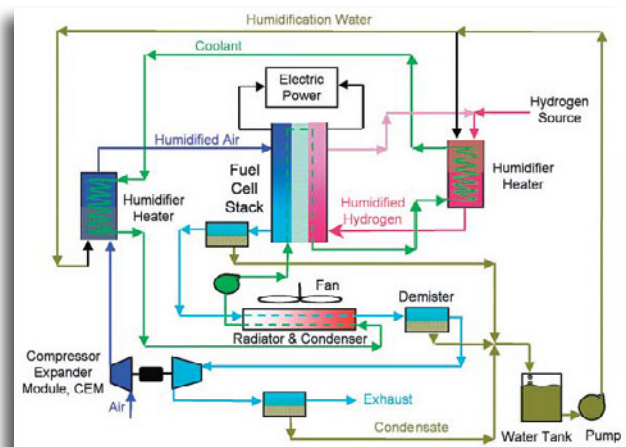 Humidification Water
Coolant
Electric
Power
Hydrogen
Source
Humidified Air
Fuel
Cell
Stack
Humidified
Hydrogen
Humidifier
Heater
Humidifier
Heater
Fan
Demister
Radiator & Condenser
Compressor
Expander
Module, CEM
Air
Exhaust
Condensate
Water Tank
Pump